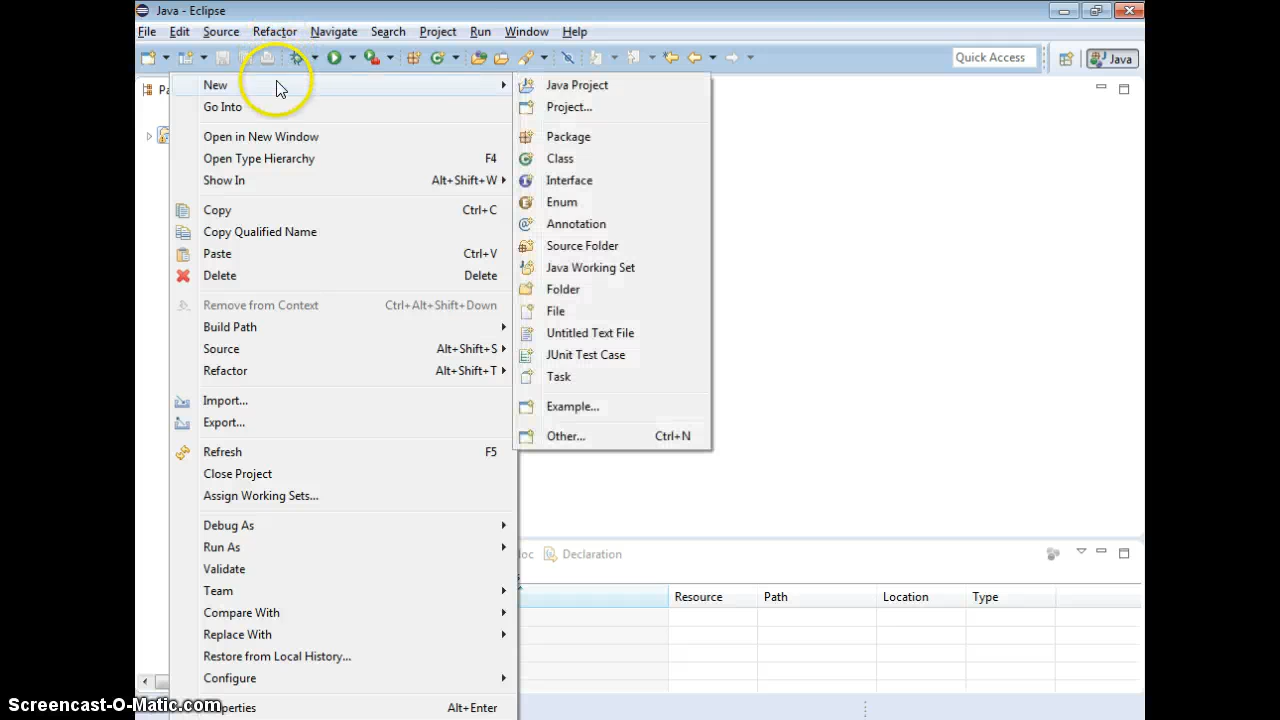 Java - Eclipse
File Edit Source Refactor Navigate Search Project Run Window Help
Quick Access
Java
Pa
New
Go Into
Open in New Window
Open Type Hierarchy F4
Show In Alt+Shift+W
Copy Ctrl+C
Copy Qualified Name
Paste Ctrl+V
Delete Delete
Remove from Context Ctrl+Alt+Shift+Down
Build Path
Source Alt+Shift+S
Refactor Alt+Shift+T
Import...
Export...
Refresh F5
Close Project
Assign Working Sets...
Debug As
Run As
Validate
Team
Compare With
Replace With
Restore from Local History...
Configure
perties Alt+Enter
Java Project
Project...
Package
Class
Interface
Enum
Annotation
Source Folder
Java Working Set
Folder
File
Untitled Text File
JUnit Test Case
Task
Example...
Other... Ctrl+N
oc Declaration
Resource Path Location Type
Screencast-O-Matic.com